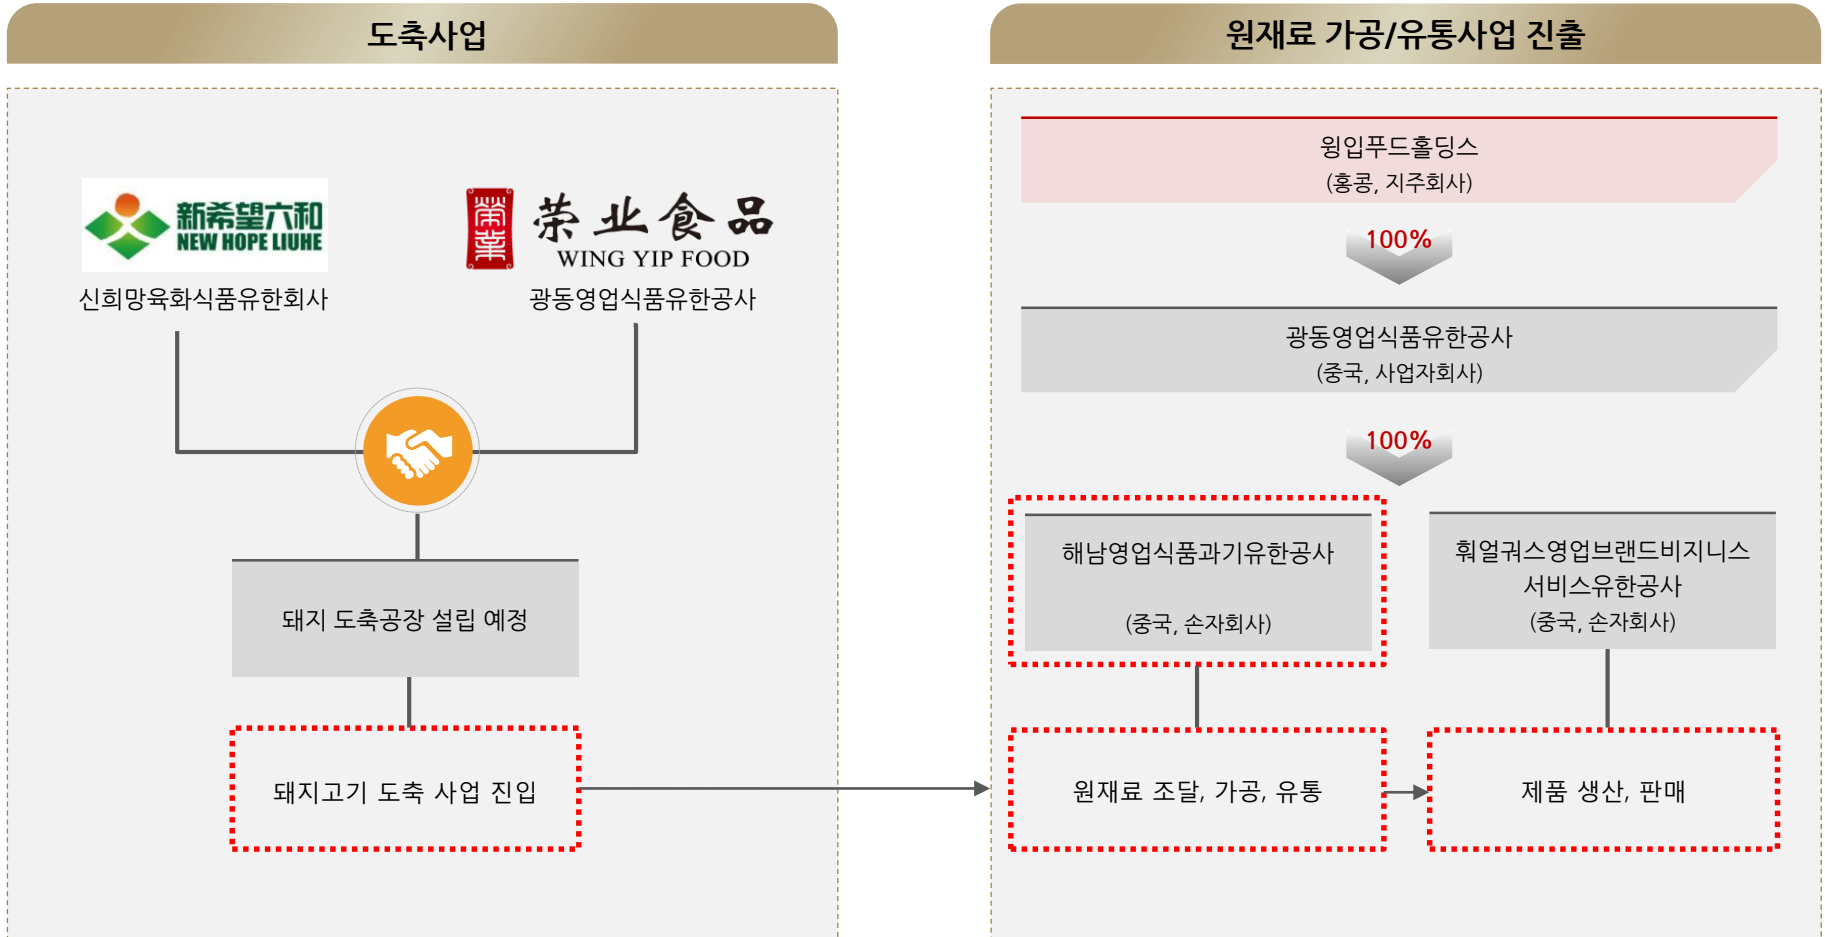 도축사업
新希望六和
NEW HOPE LIUHE
신희망육화식품유한회사
榮業
荣业食品
WING YIP FOOD
광동영업식품유한공사
돼지 도축공장 설립 예정
돼지고기 도축 사업 진입
원재료 가공/유통사업 진출
윙입푸드홀딩스
(홍콩, 지주회사)
100%
광동영업식품유한공사
(중국, 사업자회사)
100%
해남영업식품과기유한공사
(중국, 손자회사)
훠얼궈스영업브랜드비지니스
서비스유한공사
(중국, 손자회사)
원재료 조달, 가공, 유통
제품 생산, 판매